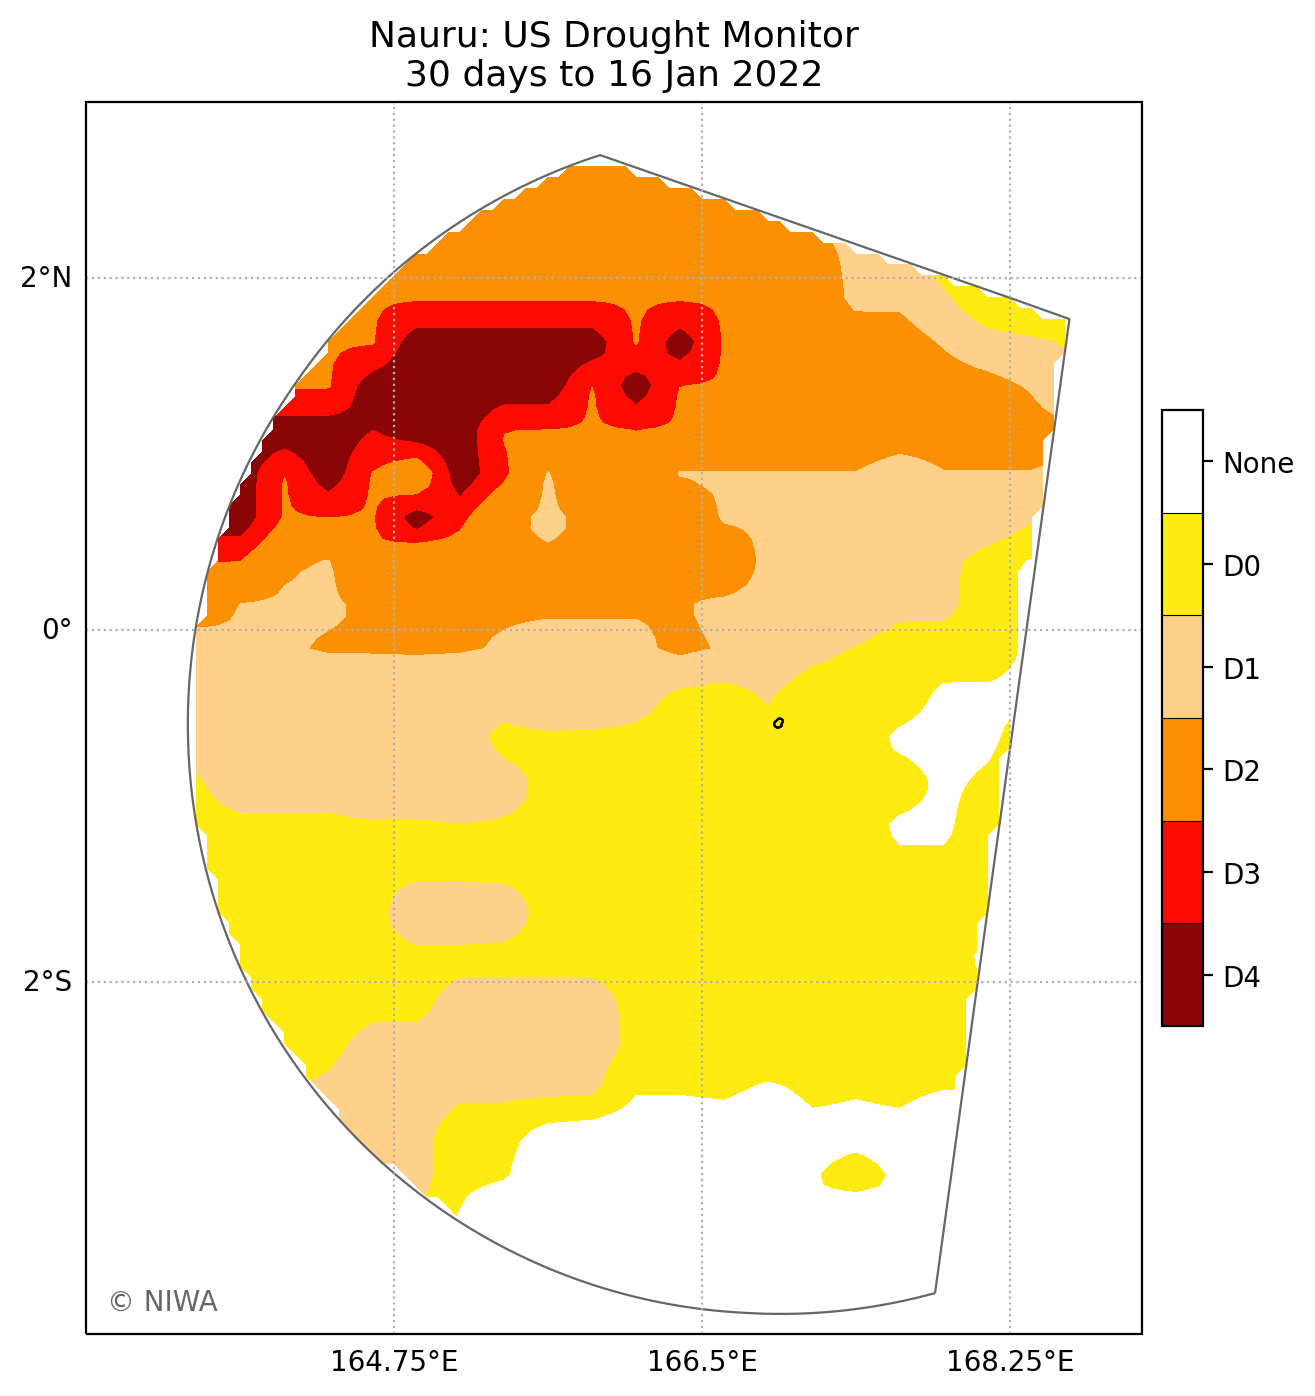 Nauru: US Drought Monitor
30 days to 16 Jan 2022
2°N
0°
2°S
164.75°E
166.5°E
168.25°E
None
D0
D1
D2
D3
D4
© NIWA